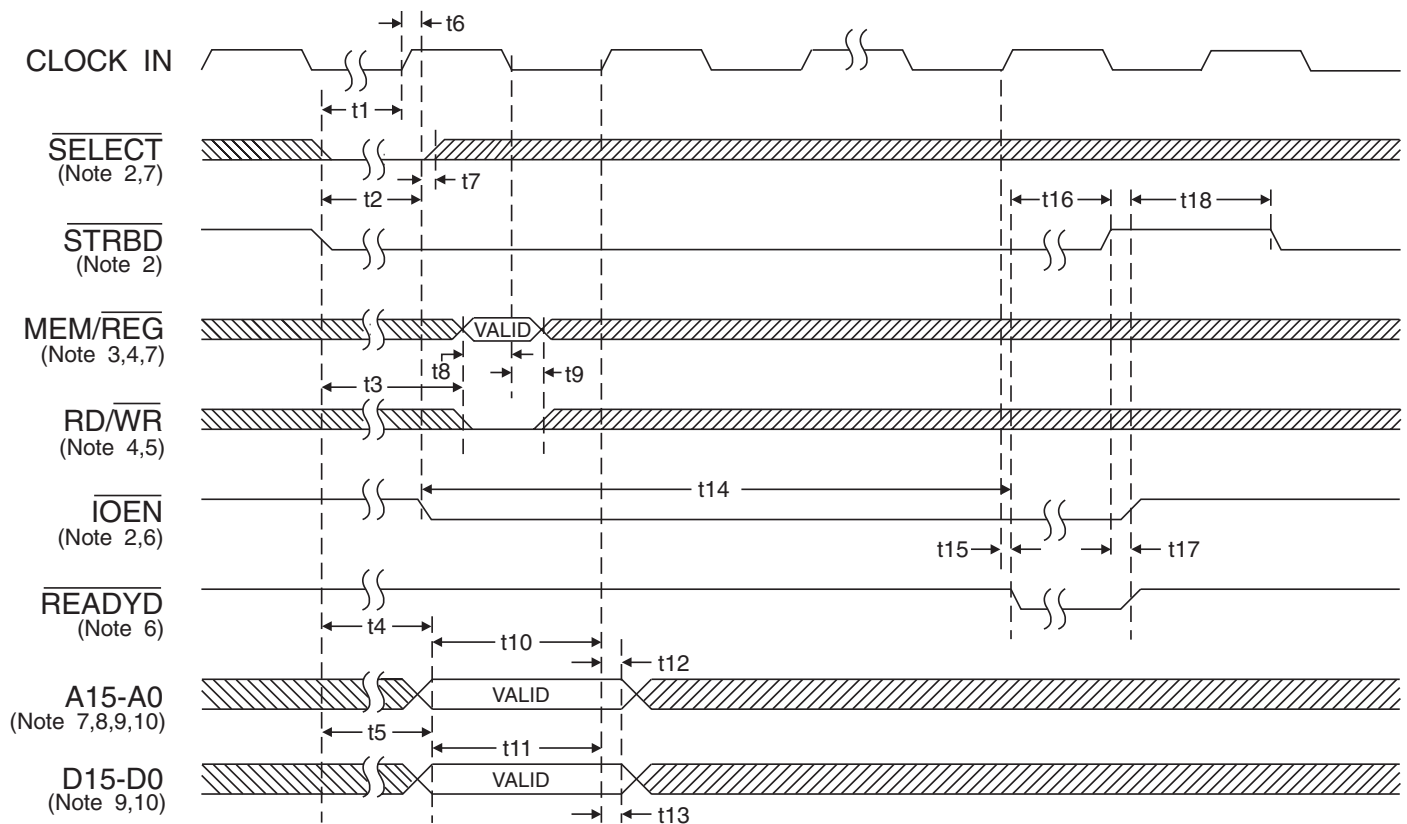 t6
CLOCK IN
t1
SELECT
(Note 2,7)
t7
t2
t16
t18
STRBD
(Note 2)
MEM/REG
(Note 3,4,7)
VALID
t8
t9
t3
RD/WR
(Note 4,5)
t14
IOEN
(Note 2,6)
t15
t17
READYD
(Note 6)
t4
t10
t12
A15-A0
(Note 7,8,9,10)
VALID
t5
t11
D15-D0
(Note 9,10)
VALID
t13